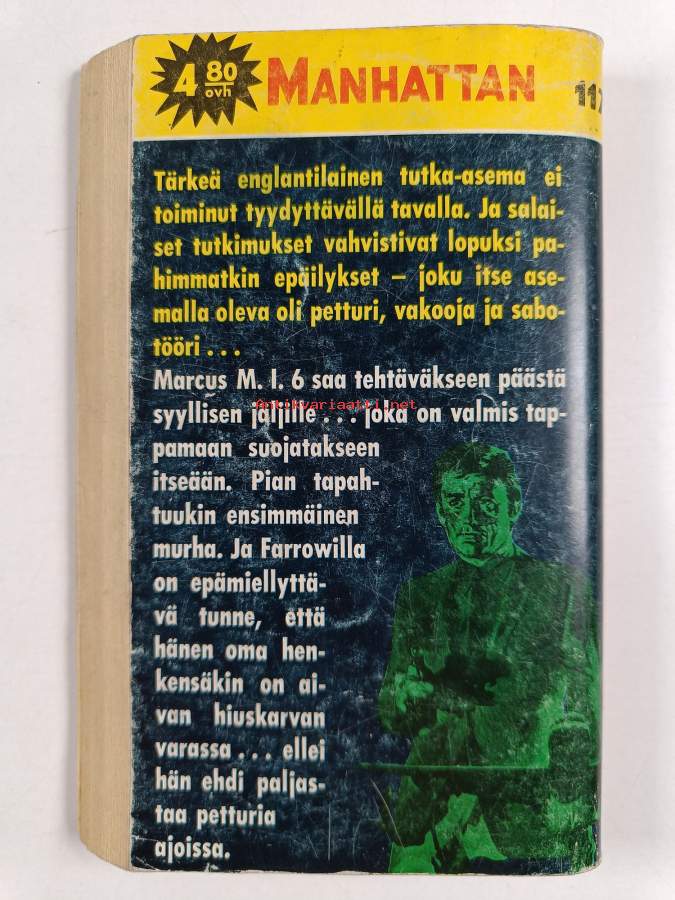 4 80
ovh
MANHATTAN
117
Tärkeä englantilainen tutka-asema ei
toiminut tyydyttävällä tavalla. Ja salai-
set tutkimukset vahvistivat lopuksi pa-
himmatkin epäilykset – joku itse ase-
malla oleva oli petturi, vakooja ja sabo-
tööri ...
Marcus M. I. 6 saa tehtäväkseen päästä
syyllisen jäljille ... joka on valmis tap-
Antikvariaatti.net
pamaan suojatakseen
itseään. Pian tapah-
tuukin ensimmäinen
murha. Ja Farrowilla
on epämiellyttä-
vä tunne, että
hänen oma hen-
kensäkin on ai-
van hiuskarvan
varassa ... ellei
hän ehdi paljas-
taa petturia
ajoissa.